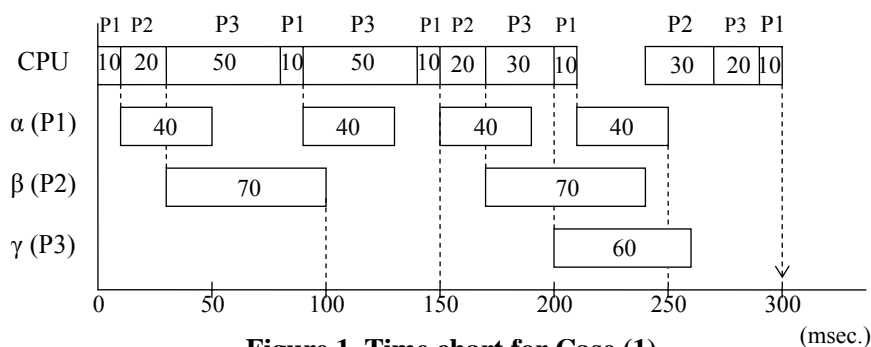 P1 P2 P3 P1 P3 P1 P2 P3 P1 P2 P3 P1
CPU 10 20 50 10 50 10 20 30 10 30 20 10
α (P1) 40 40 40 40
β (P2) 70 70
γ (P3) 60
0 50 100 150 200 250 300
(msec.)
Figure 1 Time chart for Case (1)